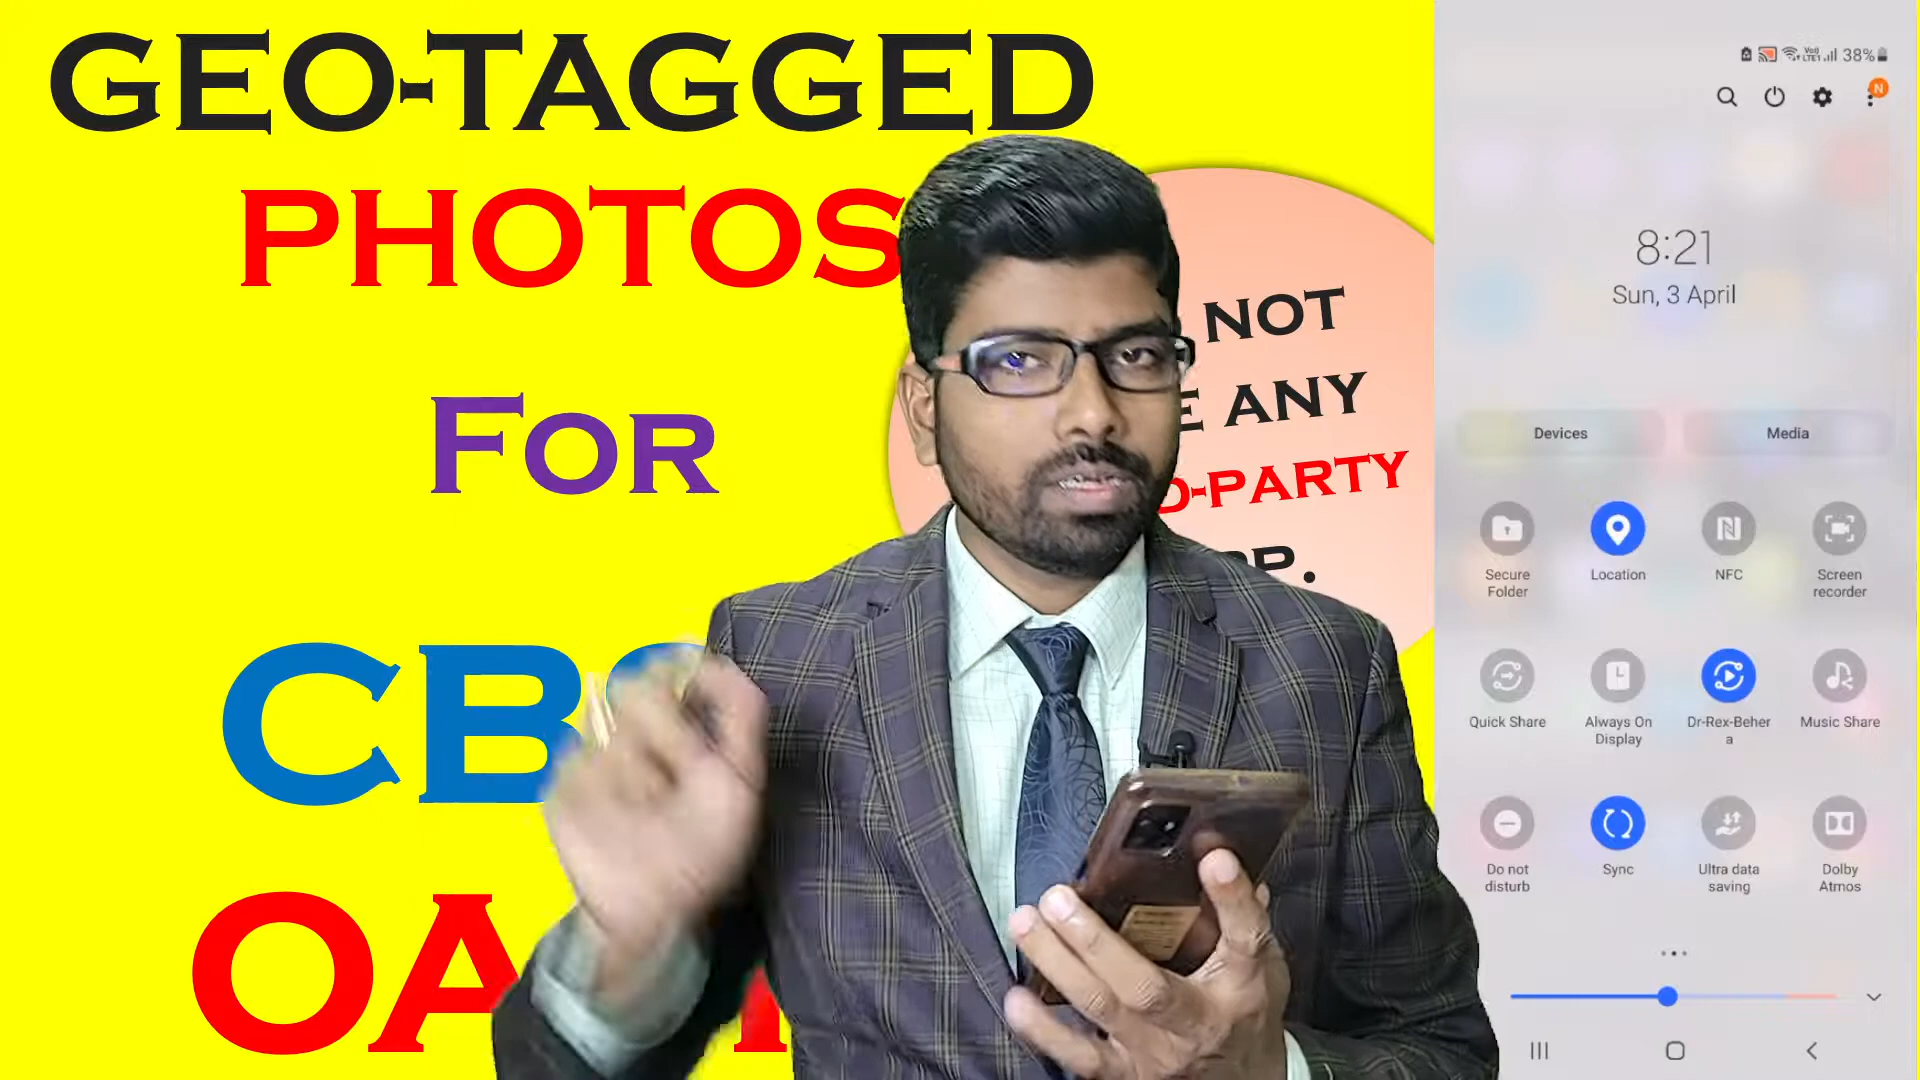 GEO-TAGGED
PHOTOS
FOR
NOT
ANY
-PARTY
38%
N
8:21
Sun, 3 April
Devices
Media
Secure Folder
Location
NFC
Screen recorder
Quick Share
Always On Display
Dr-Rex-Behera
Music Share
Do not disturb
Sync
Ultra data saving
Dolby Atmos